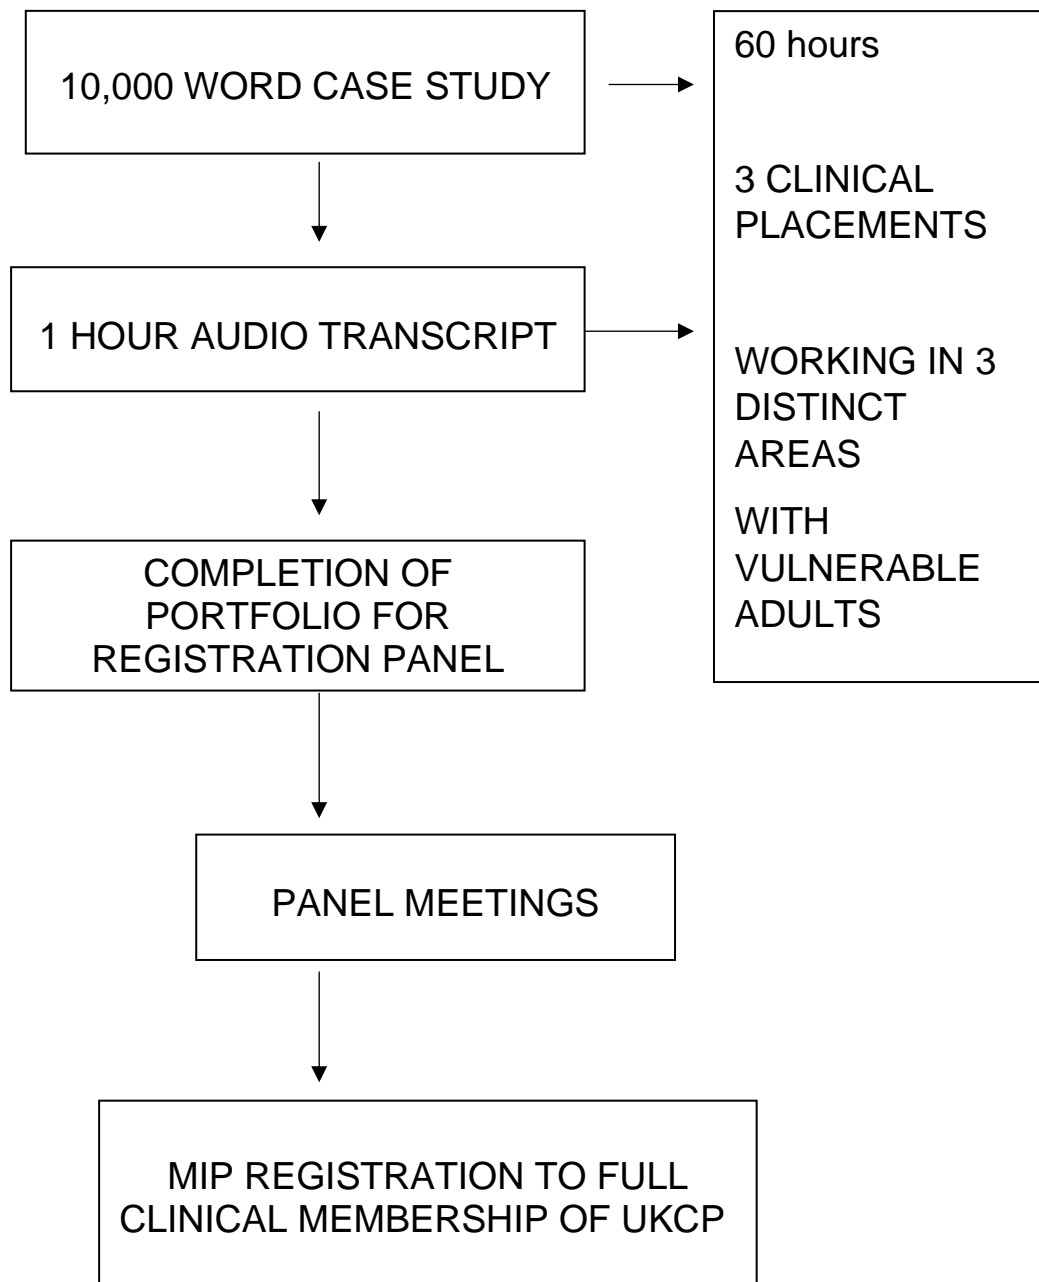 10,000 WORD CASE STUDY
60 hours
3 CLINICAL
PLACEMENTS
1 HOUR AUDIO TRANSCRIPT
WORKING IN 3
DISTINCT
AREAS
WITH
VULNERABLE
ADULTS
COMPLETION OF
PORTFOLIO FOR
REGISTRATION PANEL
PANEL MEETINGS
MIP REGISTRATION TO FULL
CLINICAL MEMBERSHIP OF UKCP